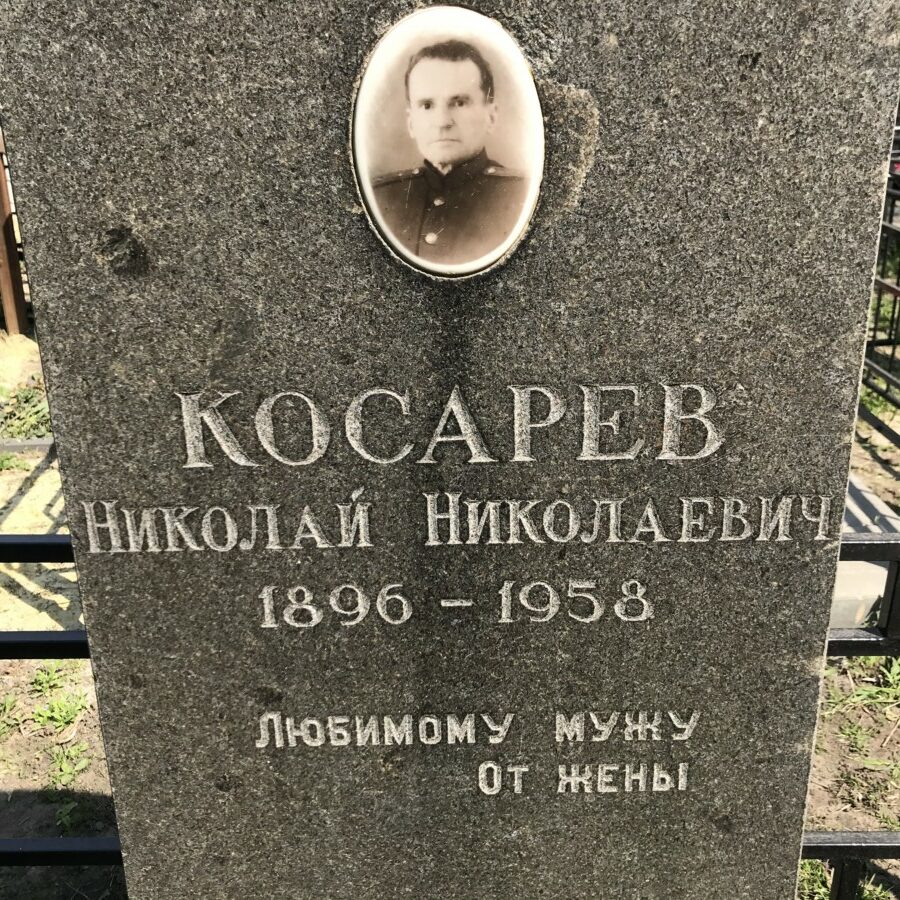 КОСАРЕВ
НИКОЛАЙ НИКОЛАЕВИЧ
1896 – 1958
ЛЮБИМОМУ МУЖУ
ОТ ЖЕНЫ